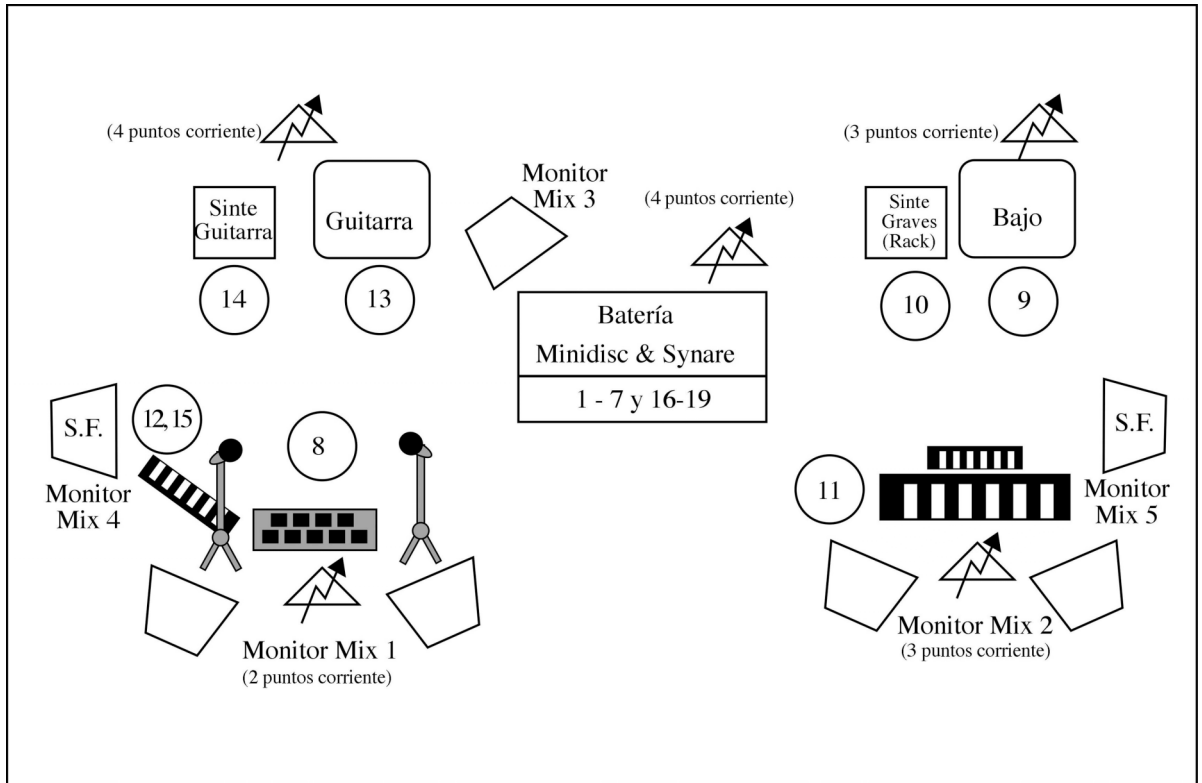 (4 puntos corriente)
Sinte
Guitarra
Guitarra
14
13
Monitor
Mix 3
(4 puntos corriente)
Batería
Minidisc & Synare
1 - 7 y 16-19
(3 puntos corriente)
Sinte
Graves
(Rack)
Bajo
10
9
S.F.
12, 15
Monitor
Mix 4
8
Monitor Mix 1
(2 puntos corriente)
11
S.F.
Monitor
Mix 5
Monitor Mix 2
(3 puntos corriente)